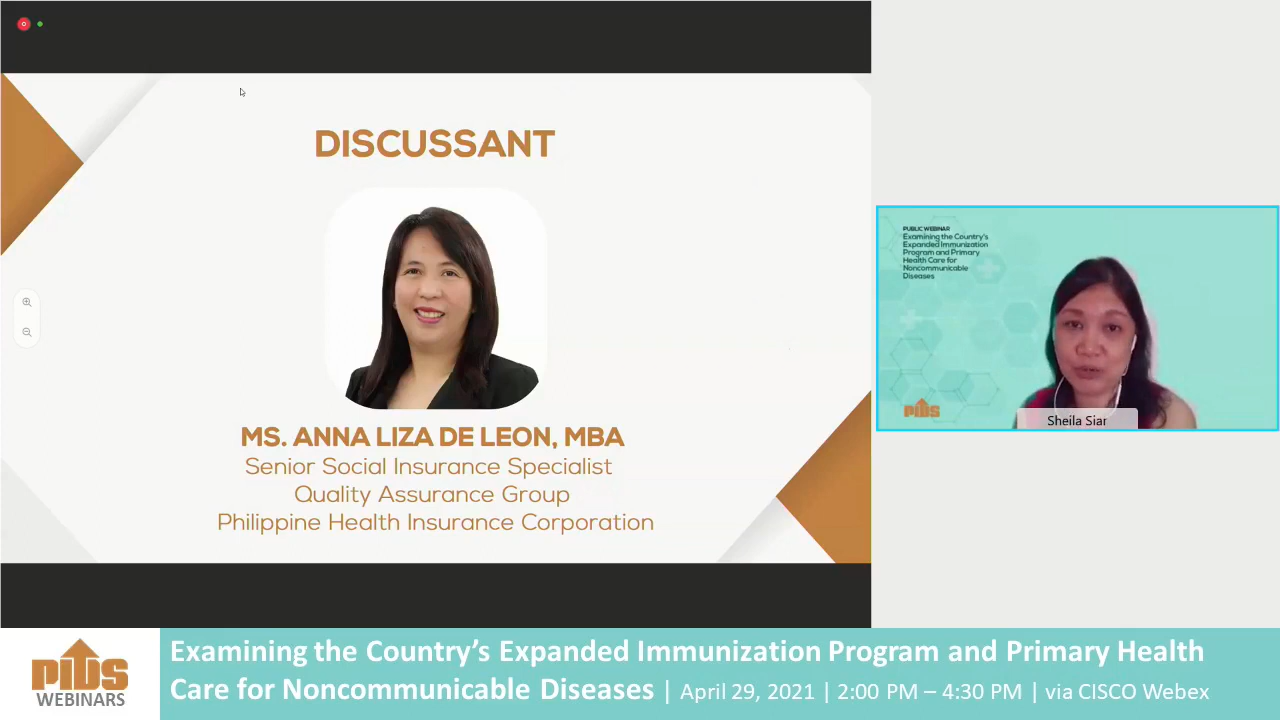 DISCUSSANT
MS. ANNA LIZA DE LEON, MBA
Senior Social Insurance Specialist
Quality Assurance Group
Philippine Health Insurance Corporation
PUBLIC WEBINAR
Examining the Country's
Expanded Immunization
Program and Primary
Health Care for
Noncommunicable
Diseases
PIDS
Sheila Siar
PIDS
WEBINARS
Examining the Country's Expanded Immunization Program and Primary Health
Care for Noncommunicable Diseases | April 29, 2021 | 2:00 PM – 4:30 PM | via CISCO Webex